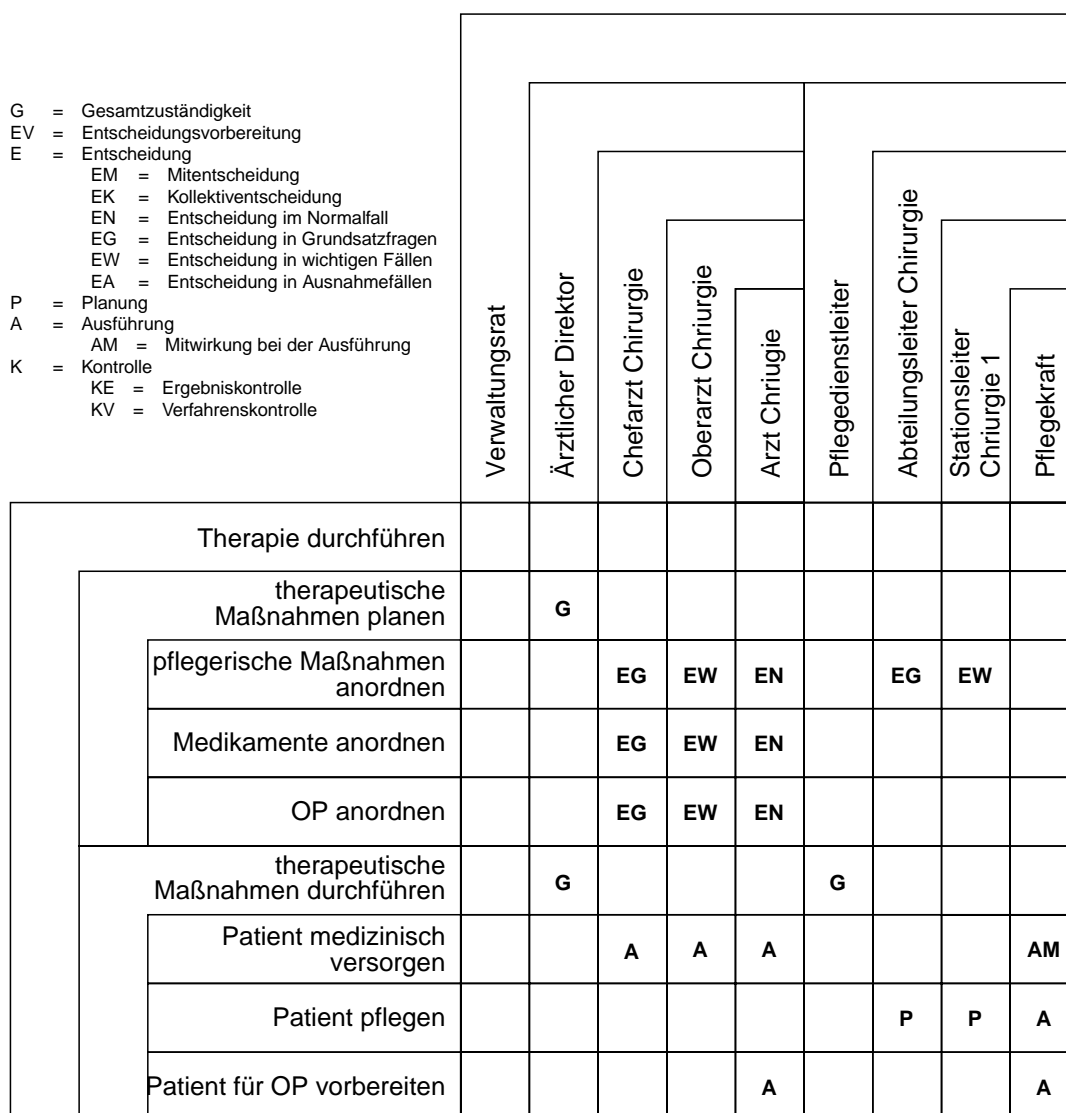 G = Gesamtzuständigkeit
EV = Entscheidungsvorbereitung
E = Entscheidung
EM = Mitentscheidung
EK = Kollektiventscheidung
EN = Entscheidung im Normalfall
EG = Entscheidung in Grundsatzfragen
EW = Entscheidung in wichtigen Fällen
EA = Entscheidung in Ausnahmefällen
P = Planung
A = Ausführung
AM = Mitwirkung bei der Ausführung
K = Kontrolle
KE = Ergebniskontrolle
KV = Verfahrenskontrolle
Verwaltungsrat
Ärztlicher Direktor
Chefarzt Chirurgie
Oberarzt Chriurgie
Arzt Chriugie
Pflegedienstleiter
Abteilungsleiter Chirurgie
Stationsleiter
Chriurgie 1
Pflegekraft
Therapie durchführen
therapeutische
Maßnahmen planen
G
pflegerische Maßnahmen
anordnen
EG EW EN EG EW
Medikamente anordnen
EG EW EN
OP anordnen
EG EW EN
therapeutische
Maßnahmen durchführen
G G
Patient medizinisch
versorgen
A A A AM
Patient pflegen
P P A
Patient für OP vorbereiten
A A